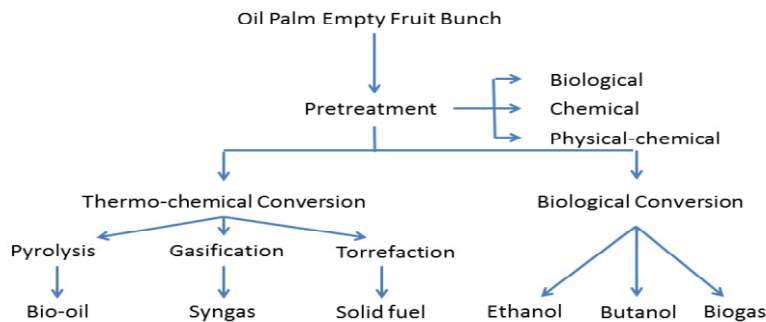 Oil Palm Empty Fruit Bunch
Biological
Pretreatment
Chemical
Physical-chemical
Thermo-chemical Conversion
Biological Conversion
Pyrolysis
Gasification
Torrefaction
Bio-oil
Syngas
Solid fuel
Ethanol
Butanol
Biogas